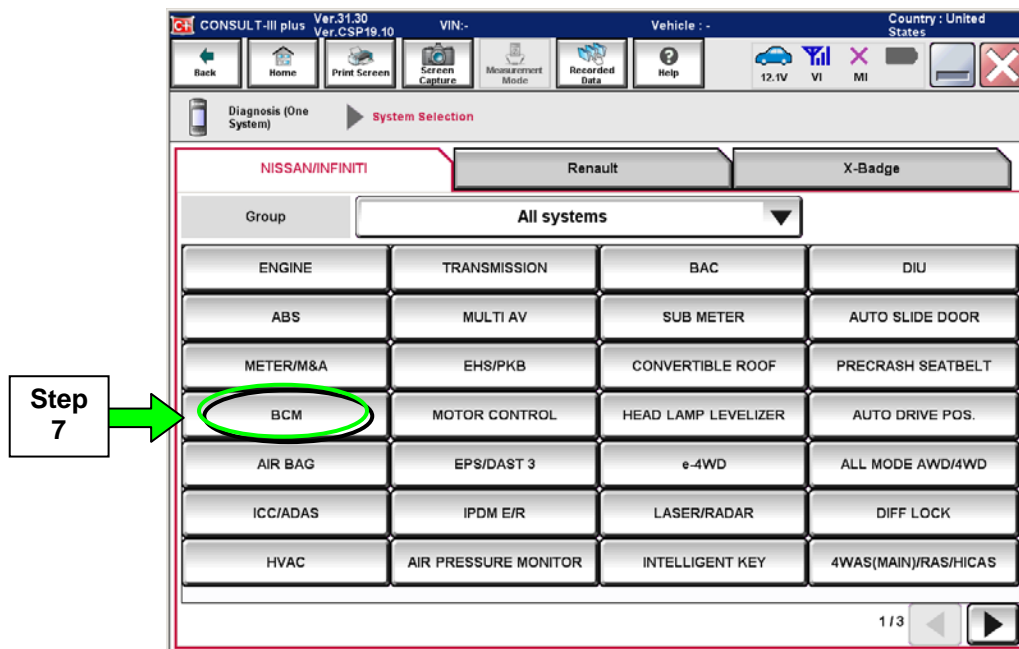 CONSULT-III plus Ver.31.30 VIN:- Vehicle : - Country : United
Ver.CSP19.10 States
Back Home Print Screen Screen Capture Measurement Mode Recorded Data Help 12.1V VI MI
Diagnosis (One System) System Selection
NISSAN/INFINITI Renault X-Badge
Group All systems
ENGINE TRANSMISSION BAC DIU
ABS MULTI AV SUB METER AUTO SLIDE DOOR
METER/M&A EHS/PKB CONVERTIBLE ROOF PRECRASH SEATBELT
Step 7
BCM MOTOR CONTROL HEAD LAMP LEVELIZER AUTO DRIVE POS.
AIR BAG EPS/DAST 3 e-4WD ALL MODE AWD/4WD
ICC/ADAS IPDM E/R LASER/RADAR DIFF LOCK
HVAC AIR PRESSURE MONITOR INTELLIGENT KEY 4WAS(MAIN)/RAS/HICAS
1/3